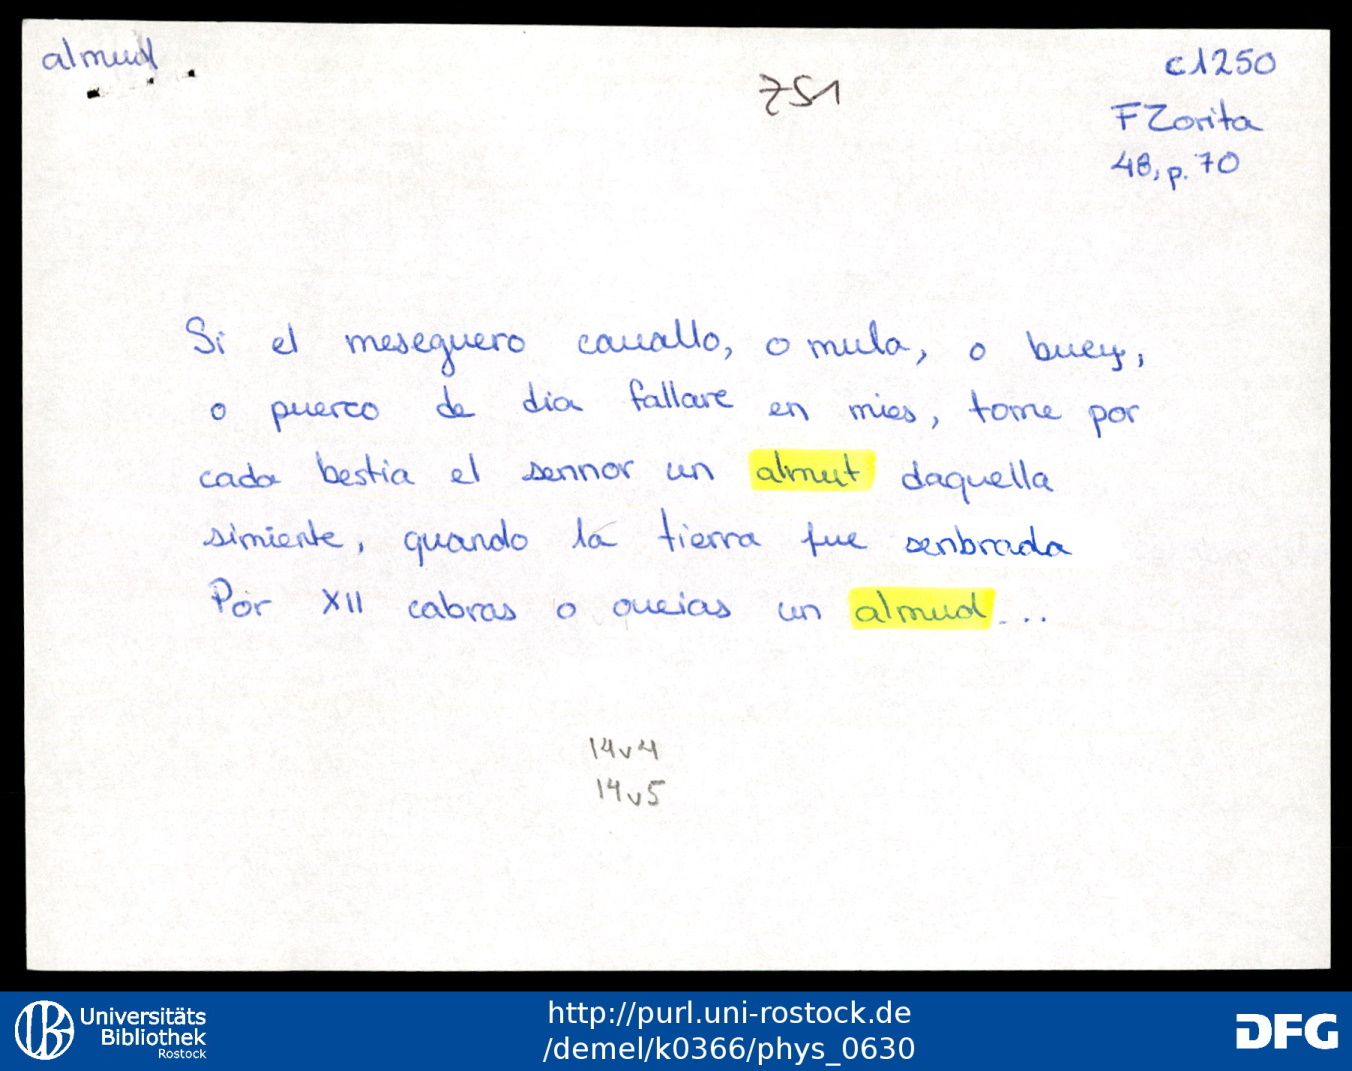 almud
c1250
ZS1
F Zorita
48, p. 70
Si el meseguero cauallo, o mula, o buey,
o puerco de dia fallare en mies, tome por
cada bestia el sennor un almut daquella
simiente, quando la tierra fue senbrada
Por XII cabras o oueias un almud...
14v4
14v5
Universitäts
Bibliothek
Rostock
http://purl.uni-rostock.de
/demel/k0366/phys_0630
DFG